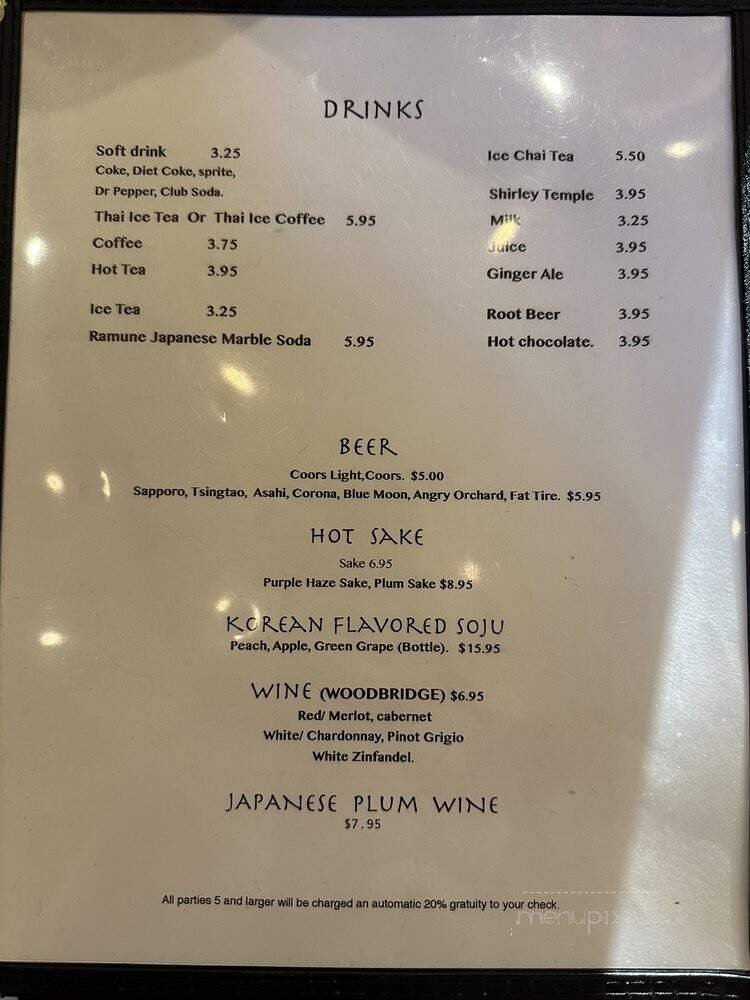 DRINKS
Soft drink 3.25
Coke, Diet Coke, sprite,
Dr Pepper, Club Soda.
Thai Ice Tea Or Thai Ice Coffee 5.95
Coffee 3.75
Hot Tea 3.95
Ice Tea 3.25
Ramune Japanese Marble Soda 5.95
Ice Chai Tea 5.50
Shirley Temple 3.95
Milk 3.25
Juice 3.95
Ginger Ale 3.95
Root Beer 3.95
Hot chocolate. 3.95
BEER
Coors Light,Coors. $5.00
Sapporo, Tsingtao, Asahi, Corona, Blue Moon, Angry Orchard, Fat Tire. $5.95
HOT SAKE
Sake 6.95
Purple Haze Sake, Plum Sake $8.95
KOREAN FLAVORED SOJU
Peach, Apple, Green Grape (Bottle). $15.95
WINE (WOODBRIDGE) $6.95
Red/ Merlot, cabernet
White/ Chardonnay, Pinot Grigio
White Zinfandel.
JAPANESE PLUM WINE
$7.95
All parties 5 and larger will be charged an automatic 20% gratuity to your check.
menupix